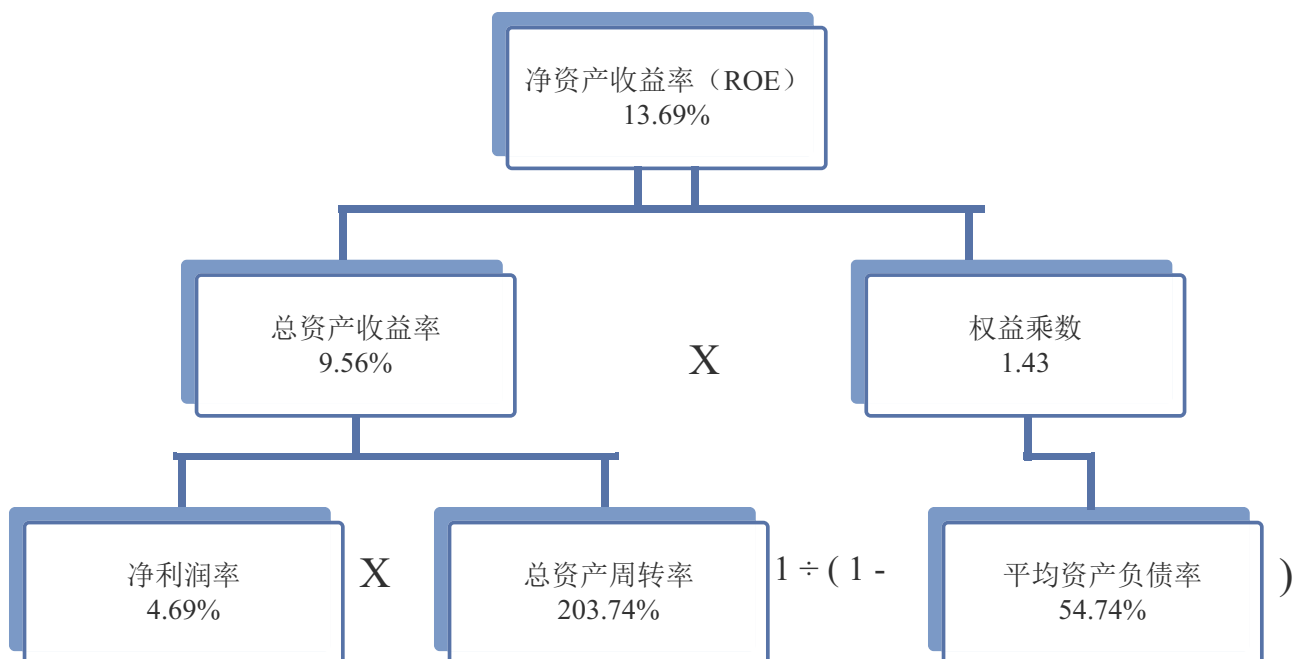 净资产收益率（ROE）
13.69%
总资产收益率
9.56%
X
权益乘数
1.43
净利润率
4.69%
X
总资产周转率
203.74%
1 ÷ ( 1 -
平均资产负债率
54.74%
)